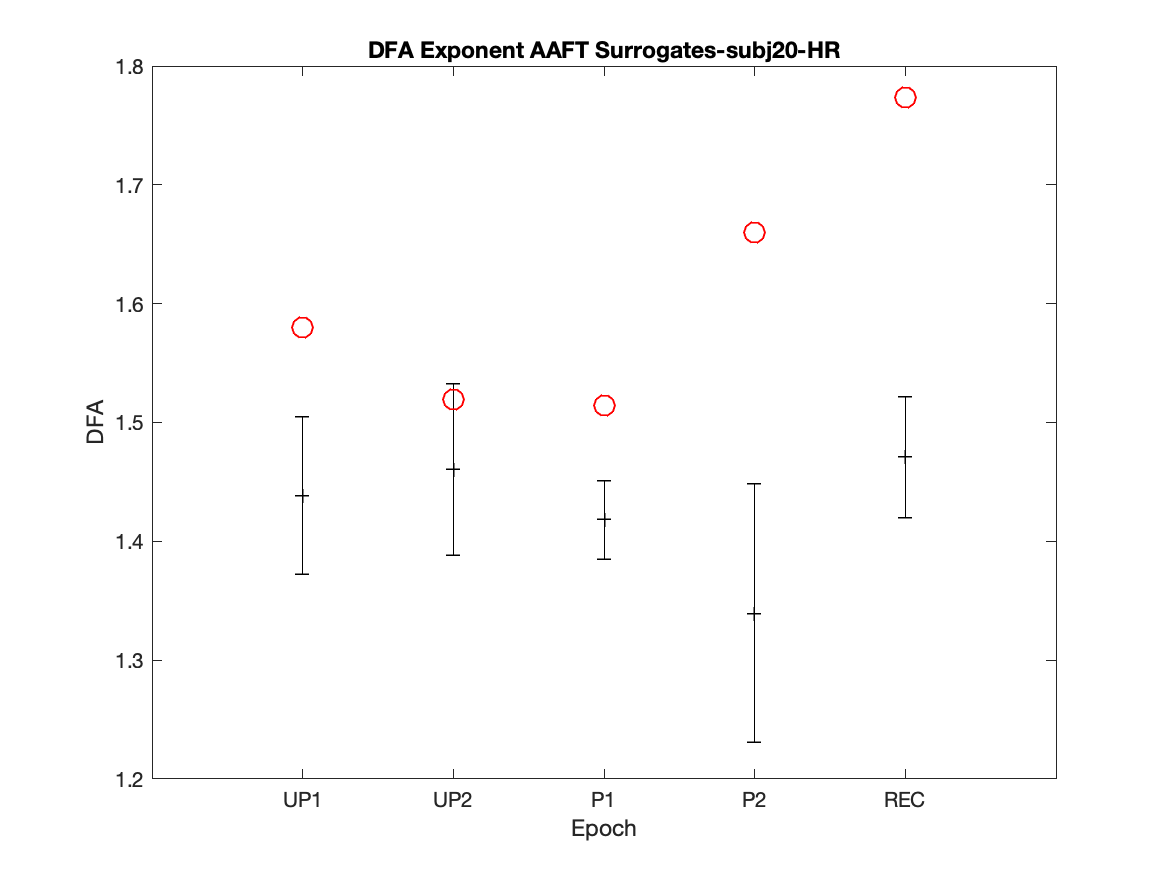 DFA Exponent AAFT Surrogates-subj20-HR
1.8
1.7
1.6
1.5
1.4
1.3
1.2
DFA
UP1 UP2 P1 P2 REC
Epoch